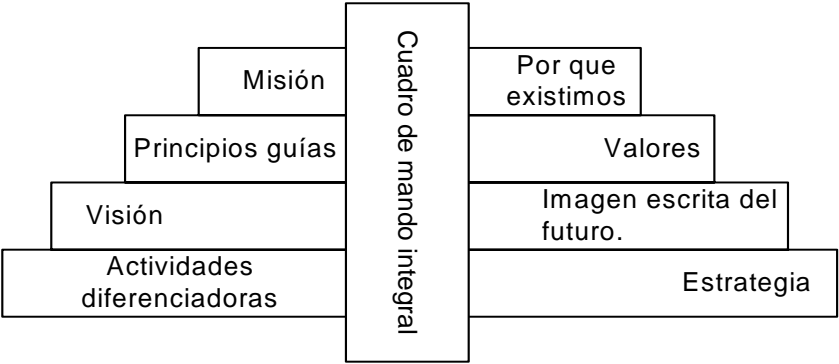 Cuadro de mando integral
Misión
Por que
existimos
Principios guías
Valores
Visión
Imagen escrita del
futuro.
Actividades
diferenciadoras
Estrategia